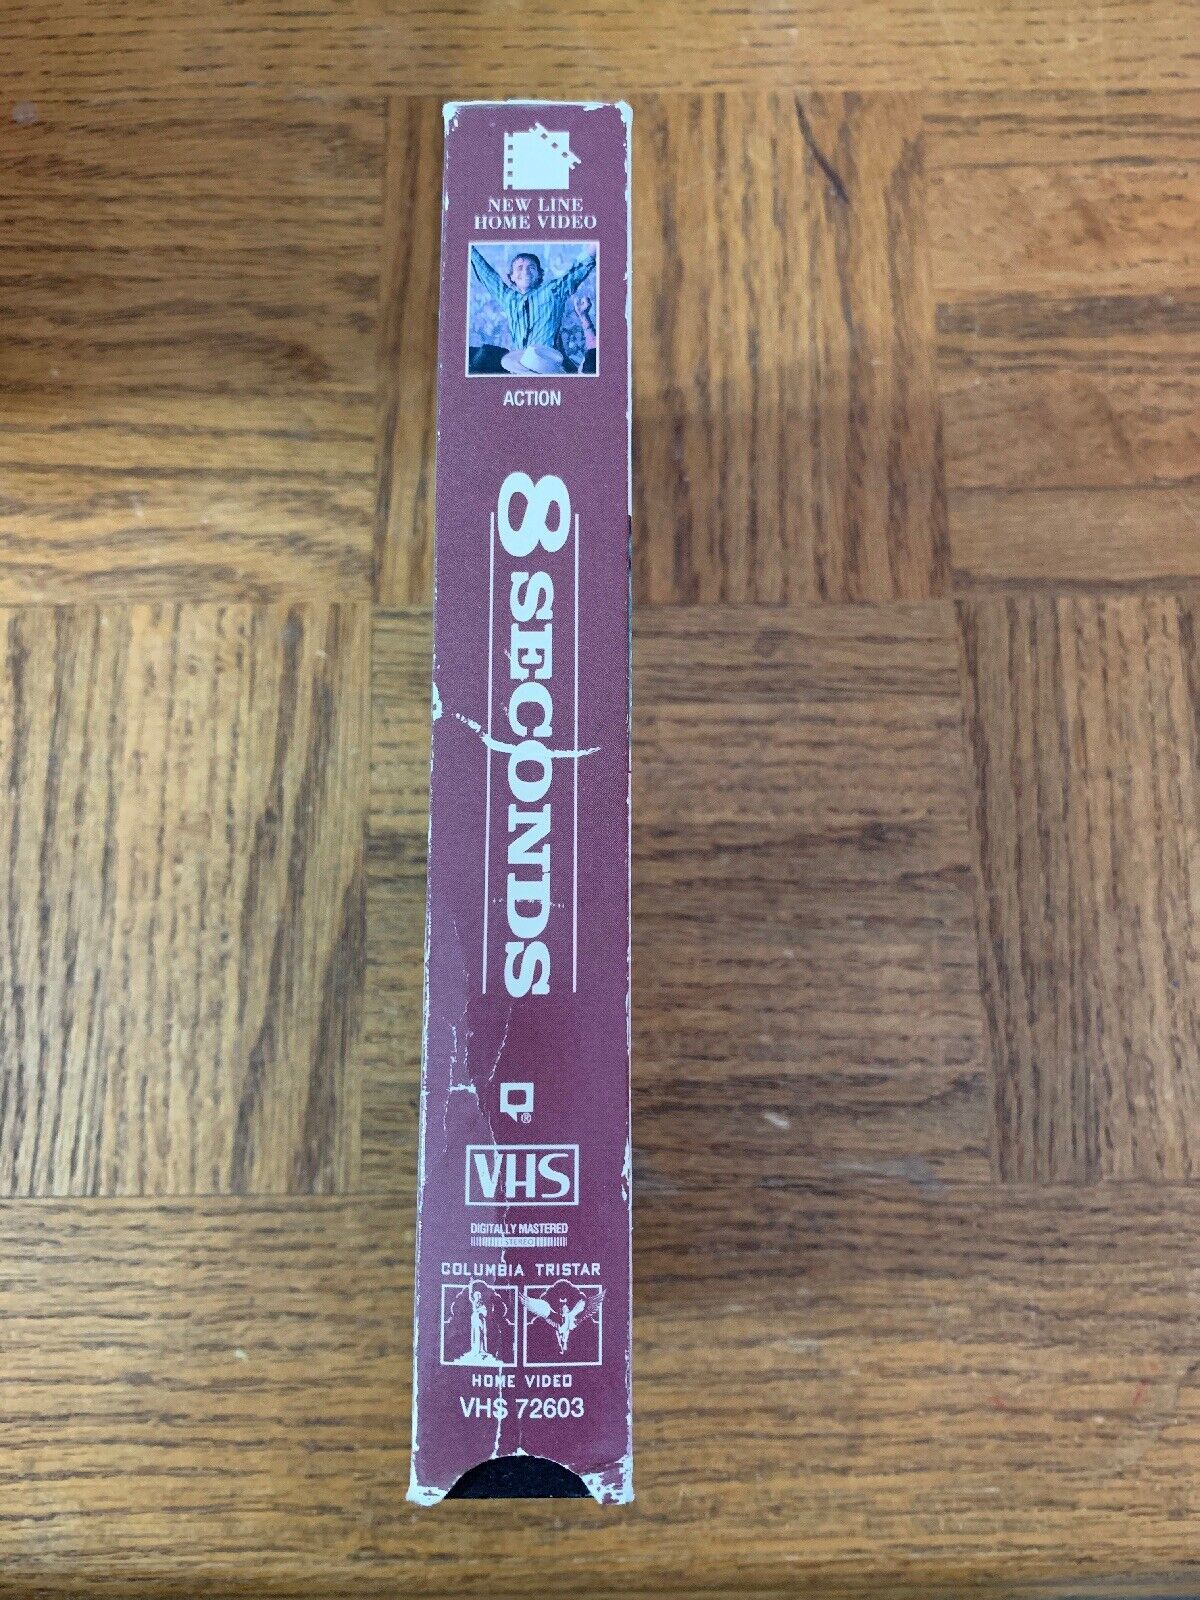 NEW LINE
HOME VIDEO
ACTION
8 SECONDS
®
VHS
DIGITALLY MASTERED
STEREO
COLUMBIA TRISTAR
HOME VIDEO
VHS 72603